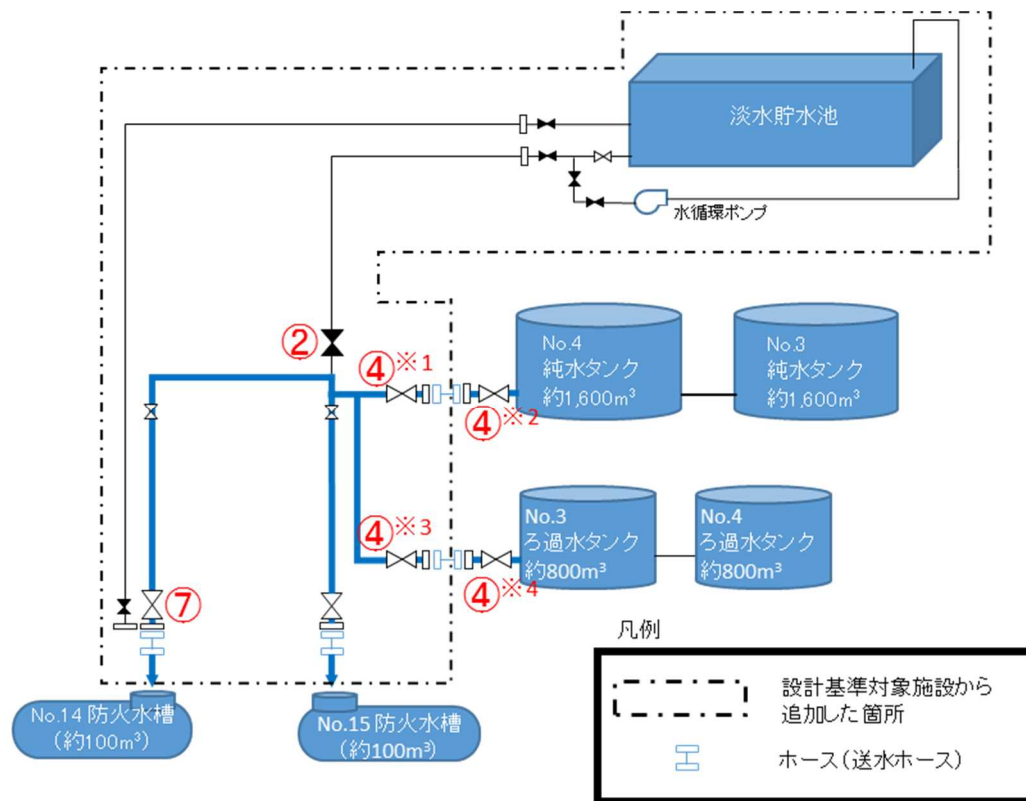 淡水貯水池
水循環ポンプ
②
④※1
④※2
No.4
純水タンク
約1,600m³
No.3
純水タンク
約1,600m³
④※3
④※4
No.3
ろ過水タンク
約800m³
No.4
ろ過水タンク
約800m³
⑦
No.14 防火水槽
（約100m³）
No.15 防火水槽
（約100m³）
凡例
設計基準対象施設から
追加した箇所
ホース（送水ホース）